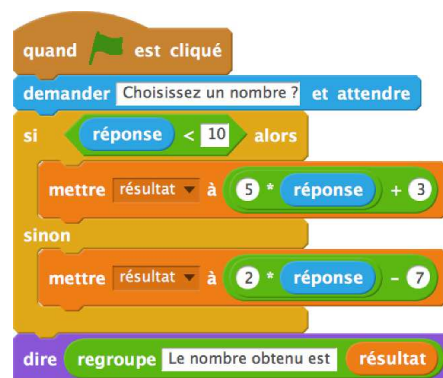 quand est cliqué
demander Choisissez un nombre ? et attendre
si réponse < 10 alors
mettre résultat à 5 * réponse + 3
sinon
mettre résultat à 2 * réponse - 7
dire regroupe Le nombre obtenu est résultat